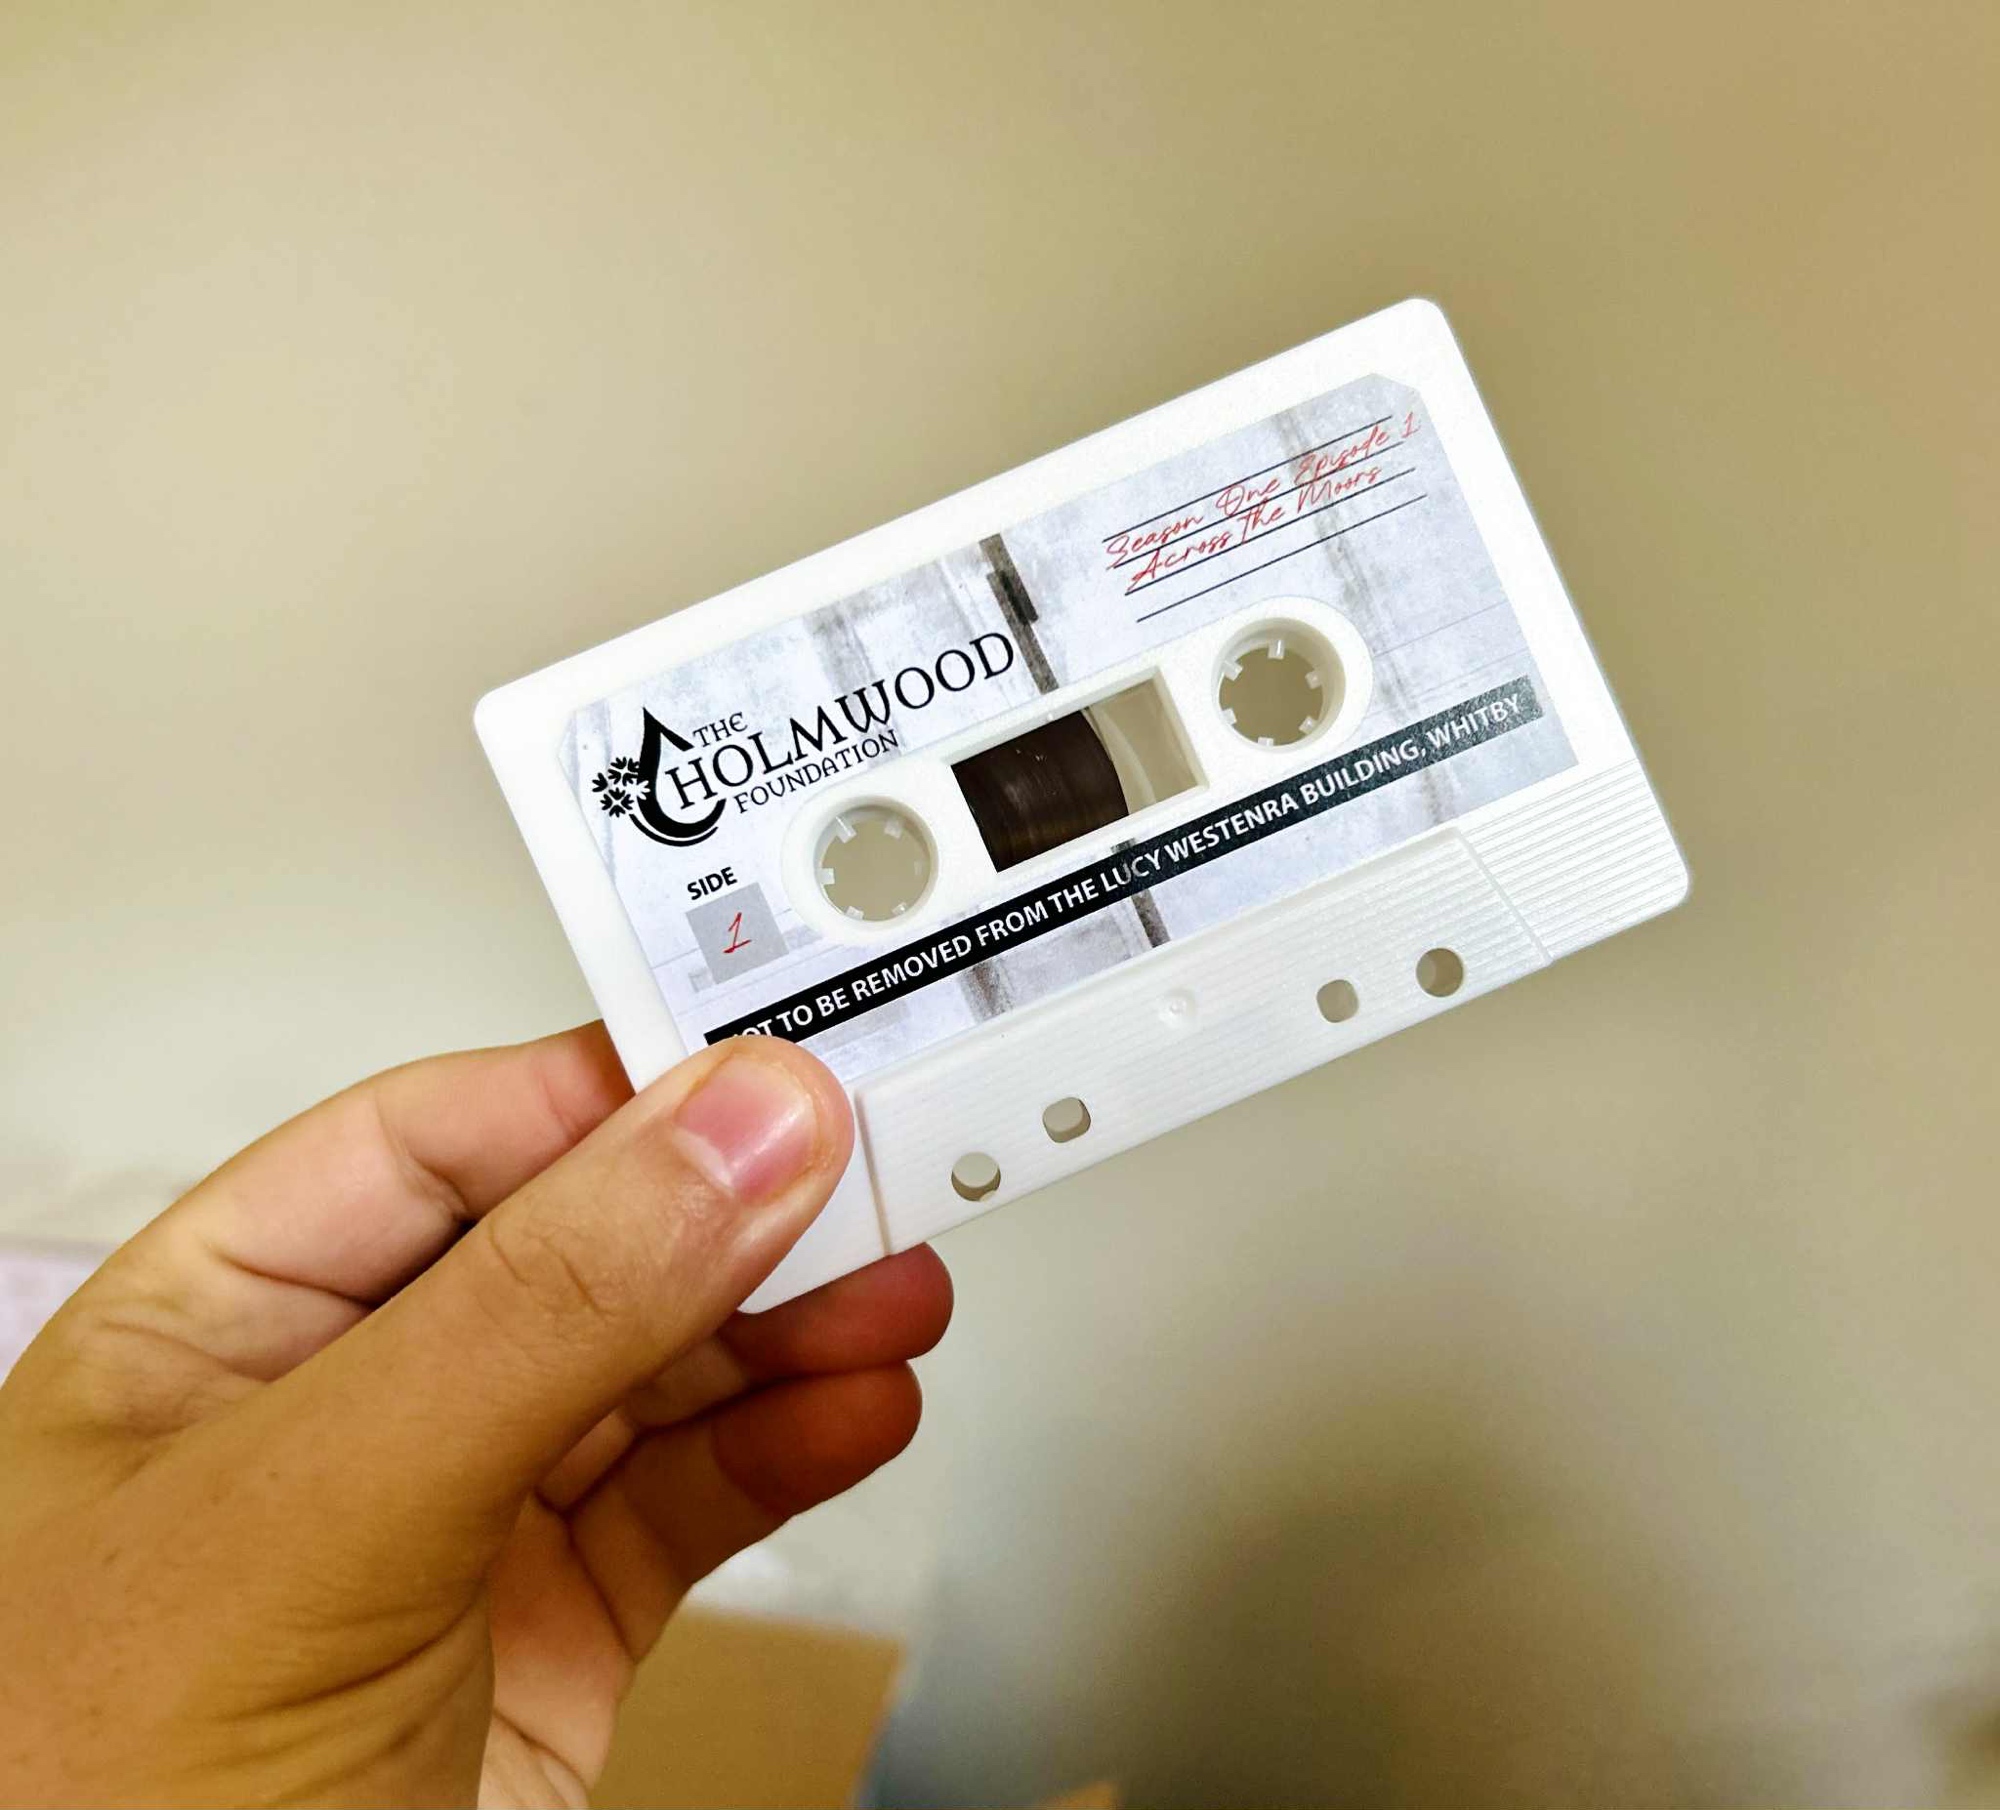 THE
HOLMWOOD
FOUNDATION
Season One Episode 1
Across the Moors
SIDE
1
TO BE REMOVED FROM THE LUCY WESTENRA BUILDING, WHITBY